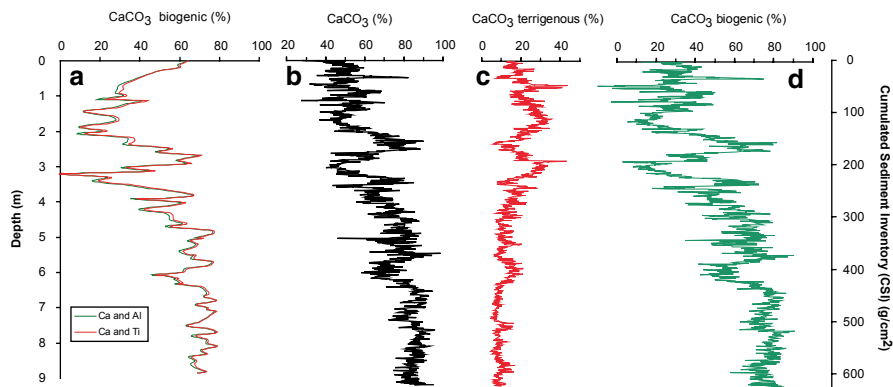 CaCO3 biogenic (%)
CaCO3 (%)
CaCO3 terrigenous (%)
CaCO3 biogenic (%)
0 20 40 60 80 100
20 40 60 80 100
0 20 40
0 20 40 60 80 100
a
b
c
d
Depth (m)
0
1
2
3
4
5
6
7
8
9
Ca and Al
Ca and Ti
0
100
200
300
400
500
600
Cumulated Sediment Inventory (CSI) (g/cm²)